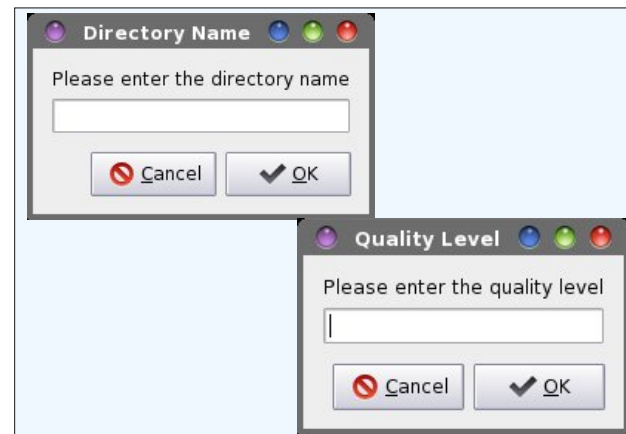 Directory Name
Please enter the directory name
Cancel
OK
Quality Level
Please enter the quality level
Cancel
OK